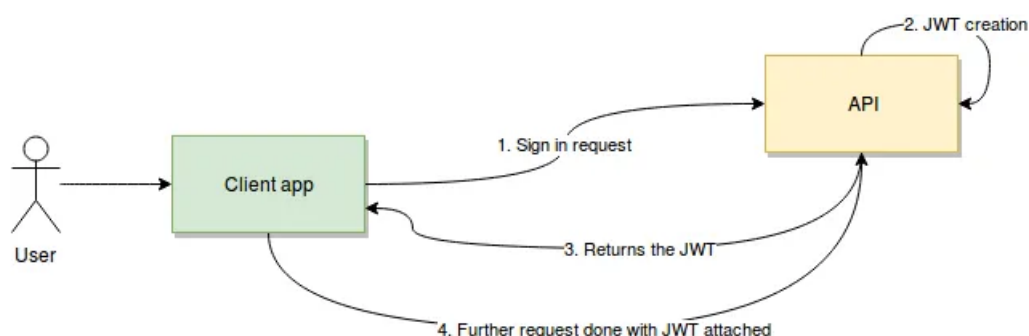 2. JWT creation
API
1. Sign in request
Client app
User
3. Returns the JWT
4. Further request done with JWT attached